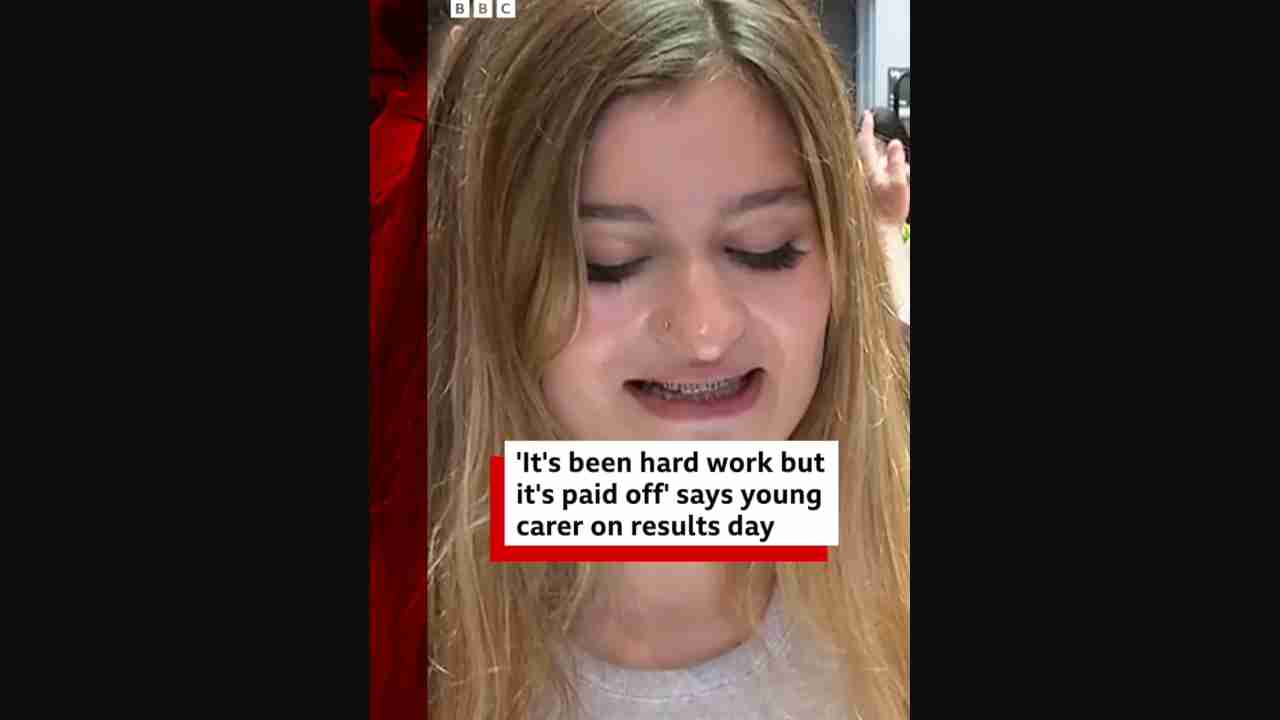 BBC
'It's been hard work but
it's paid off' says young
carer on results day